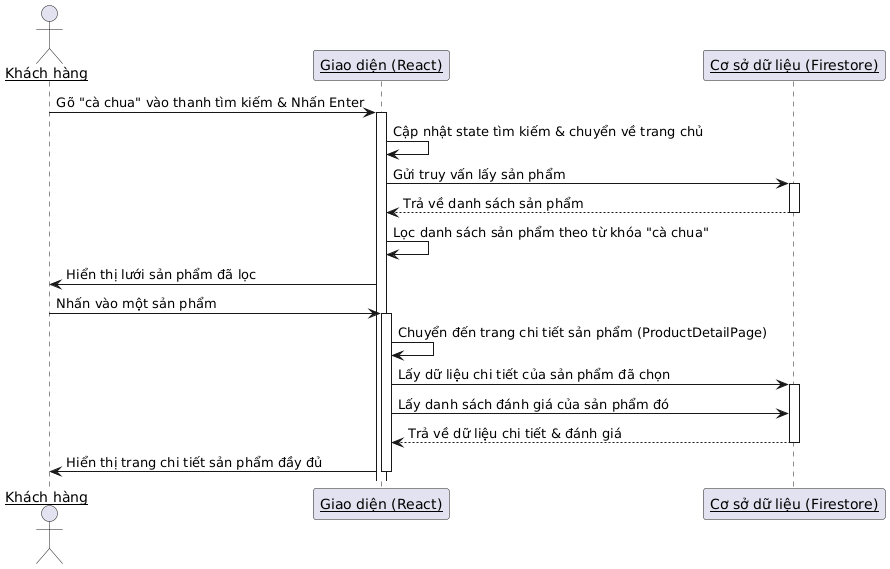 Khách hàng
Giao diện (React)
Cơ sở dữ liệu (Firestore)
Gõ "cà chua" vào thanh tìm kiếm & Nhấn Enter
Cập nhật state tìm kiếm & chuyển về trang chủ
Gửi truy vấn lấy sản phẩm
Trả về danh sách sản phẩm
Lọc danh sách sản phẩm theo từ khóa "cà chua"
Hiển thị lưới sản phẩm đã lọc
Nhấn vào một sản phẩm
Chuyển đến trang chi tiết sản phẩm (ProductDetailPage)
Lấy dữ liệu chi tiết của sản phẩm đã chọn
Lấy danh sách đánh giá của sản phẩm đó
Trả về dữ liệu chi tiết & đánh giá
Hiển thị trang chi tiết sản phẩm đầy đủ
Khách hàng
Giao diện (React)
Cơ sở dữ liệu (Firestore)